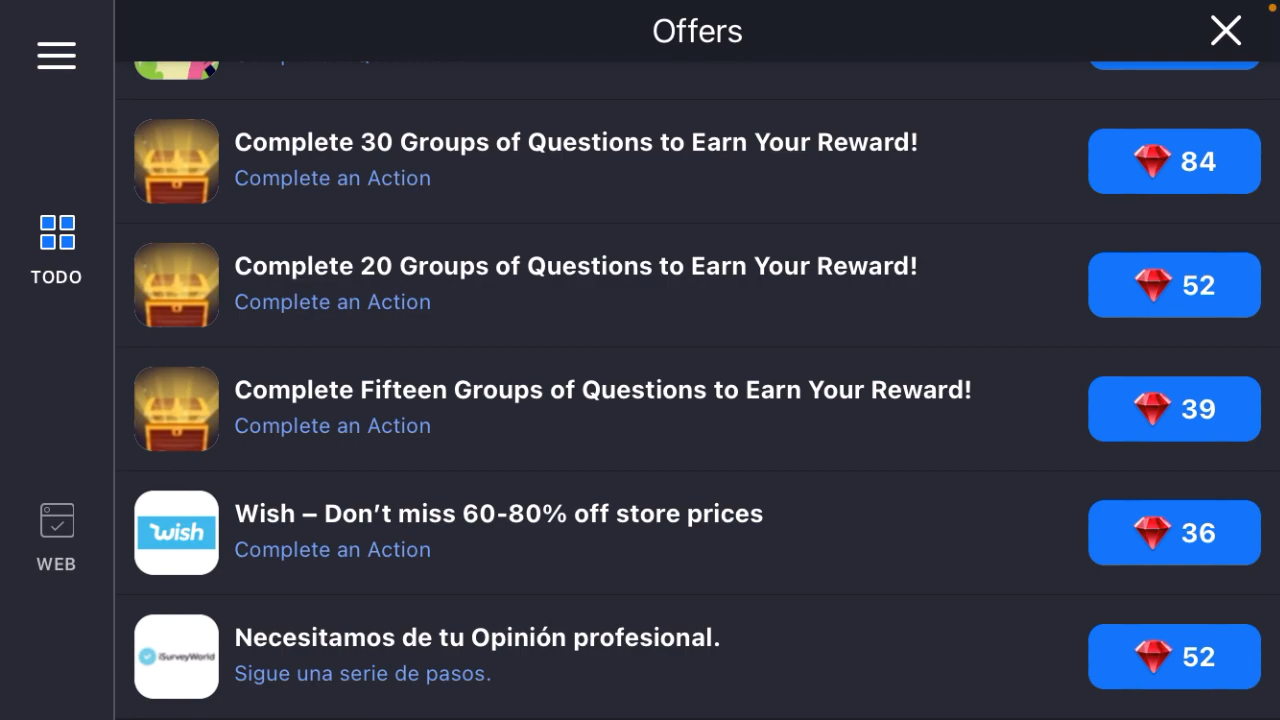 Offers
Complete 30 Groups of Questions to Earn Your Reward!
Complete an Action
84
TODO
Complete 20 Groups of Questions to Earn Your Reward!
Complete an Action
52
Complete Fifteen Groups of Questions to Earn Your Reward!
Complete an Action
39
wish
Wish – Don’t miss 60-80% off store prices
Complete an Action
36
WEB
iSurveyWorld
Necesitamos de tu Opinión profesional.
Sigue una serie de pasos.
52